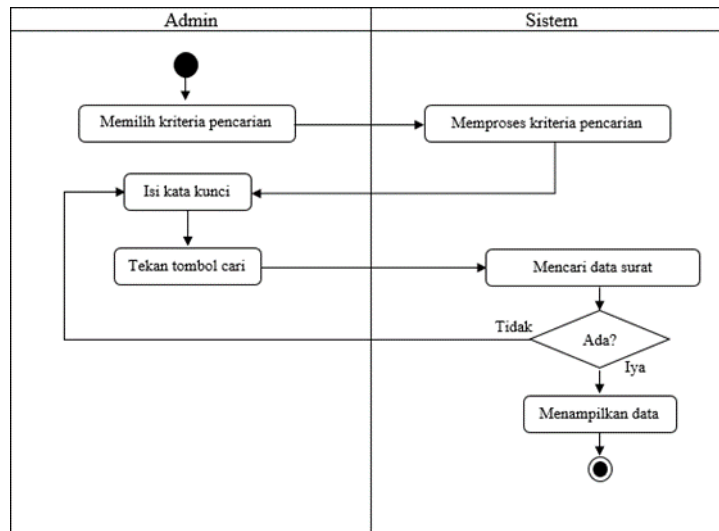 Admin
Sistem
Memilih kriteria pencarian
Memproses kriteria pencarian
Isi kata kunci
Tekan tombol cari
Mencari data surat
Tidak
Ada?
Iya
Menampilkan data